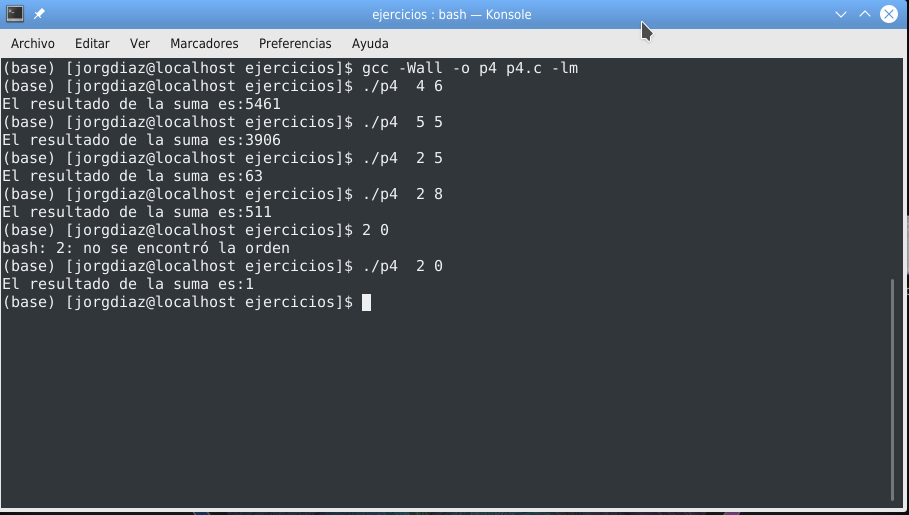 ejercicios : bash — Konsole
Archivo Editar Ver Marcadores Preferencias Ayuda
(base) [jorgdiaz@localhost ejercicios]$ gcc -Wall -o p4 p4.c -lm
(base) [jorgdiaz@localhost ejercicios]$ ./p4  4 6
El resultado de la suma es:5461
(base) [jorgdiaz@localhost ejercicios]$ ./p4  5 5
El resultado de la suma es:3906
(base) [jorgdiaz@localhost ejercicios]$ ./p4  2 5
El resultado de la suma es:63
(base) [jorgdiaz@localhost ejercicios]$ ./p4  2 8
El resultado de la suma es:511
(base) [jorgdiaz@localhost ejercicios]$ 2 0
bash: 2: no se encontró la orden
(base) [jorgdiaz@localhost ejercicios]$ ./p4  2 0
El resultado de la suma es:1
(base) [jorgdiaz@localhost ejercicios]$